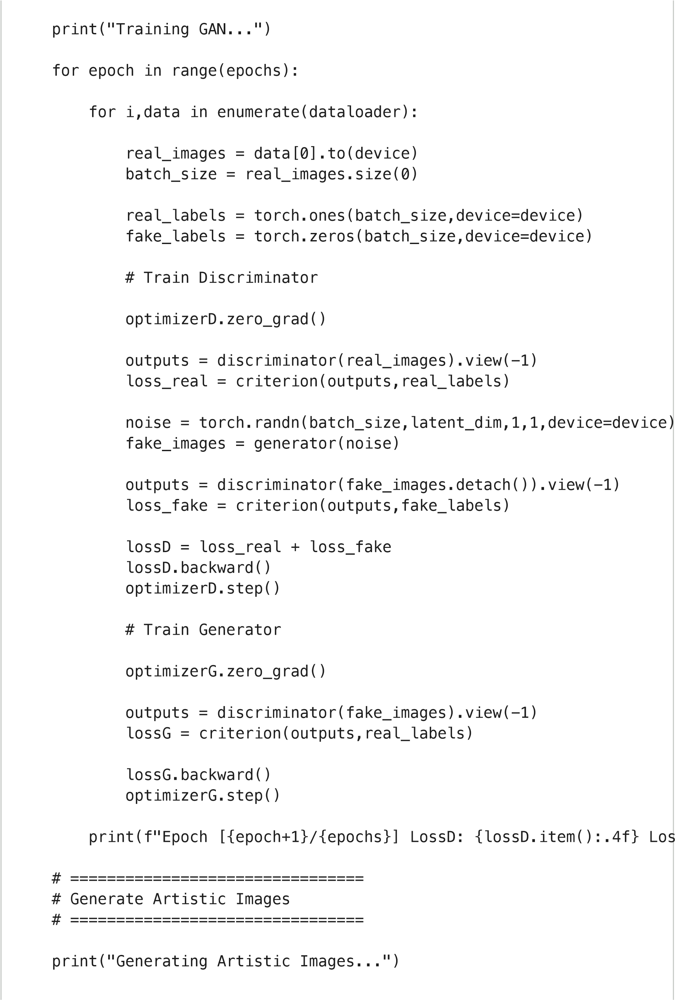 print("Training GAN...")
for epoch in range(epochs):
    for i,data in enumerate(dataloader):
        real_images = data[0].to(device)
        batch_size = real_images.size(0)
        real_labels = torch.ones(batch_size,device=device)
        fake_labels = torch.zeros(batch_size,device=device)
        # Train Discriminator
        optimizerD.zero_grad()
        outputs = discriminator(real_images).view(-1)
        loss_real = criterion(outputs,real_labels)
        noise = torch.randn(batch_size,latent_dim,1,1,device=device)
        fake_images = generator(noise)
        outputs = discriminator(fake_images.detach()).view(-1)
        loss_fake = criterion(outputs,fake_labels)
        lossD = loss_real + loss_fake
        lossD.backward()
        optimizerD.step()
        # Train Generator
        optimizerG.zero_grad()
        outputs = discriminator(fake_images).view(-1)
        lossG = criterion(outputs,real_labels)
        lossG.backward()
        optimizerG.step()
    print(f"Epoch [{epoch+1}/{epochs}] LossD: {lossD.item():.4f} Los
# ================================
# Generate Artistic Images
# ================================
print("Generating Artistic Images...")